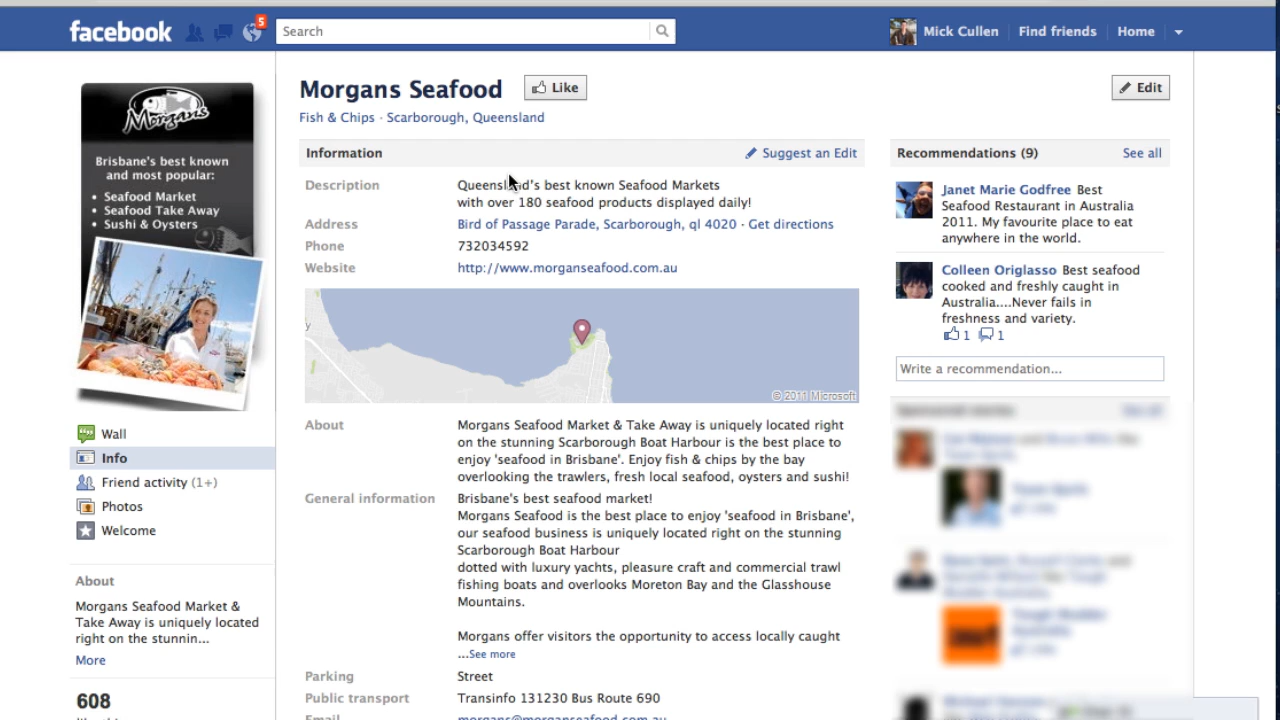 facebook
5
Search
Mick Cullen
Find friends
Home
Morgans
Brisbane's best known
and most popular:
• Seafood Market
• Seafood Take Away
• Sushi & Oysters
Wall
Info
Friend activity (1+)
Photos
Welcome
About
Morgans Seafood Market &
Take Away is uniquely located
right on the stunnin...
More
608
Morgans Seafood
Like
Edit
Fish & Chips · Scarborough, Queensland
Information
Suggest an Edit
Description
Queensland's best known Seafood Markets
with over 180 seafood products displayed daily!
Address
Bird of Passage Parade, Scarborough, ql 4020 · Get directions
Phone
732034592
Website
http://www.morganseafood.com.au
y
© 2011 Microsoft
About
Morgans Seafood Market & Take Away is uniquely located right
on the stunning Scarborough Boat Harbour is the best place to
enjoy 'seafood in Brisbane'. Enjoy fish & chips by the bay
overlooking the trawlers, fresh local seafood, oysters and sushi!
General information
Brisbane's best seafood market!
Morgans Seafood is the best place to enjoy 'seafood in Brisbane',
our seafood business is uniquely located right on the stunning
Scarborough Boat Harbour
dotted with luxury yachts, pleasure craft and commercial trawl
fishing boats and overlooks Moreton Bay and the Glasshouse
Mountains.
Morgans offer visitors the opportunity to access locally caught
...See more
Parking
Street
Public transport
Transinfo 131230 Bus Route 690
Email
morgans@morganseafood.com.au
Recommendations (9)
See all
Janet Marie Godfree Best
Seafood Restaurant in Australia
2011. My favourite place to eat
anywhere in the world.
Colleen Origlasso Best seafood
cooked and freshly caught in
Australia....Never fails in
freshness and variety.
1 1
Write a recommendation...